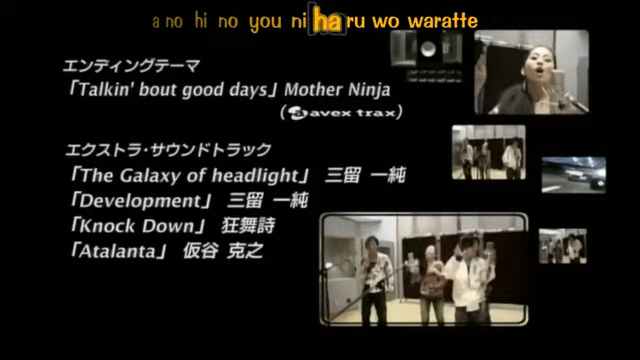 a no hi no you ni haru wo waratte
エンディングテーマ
「Talkin' bout good days」 Mother Ninja
(avex trax)
エクストラ・サウンドトラック
「The Galaxy of headlight」 三留 一純
「Development」 三留 一純
「Knock Down」 狂舞詩
「Atalanta」 仮谷 克之